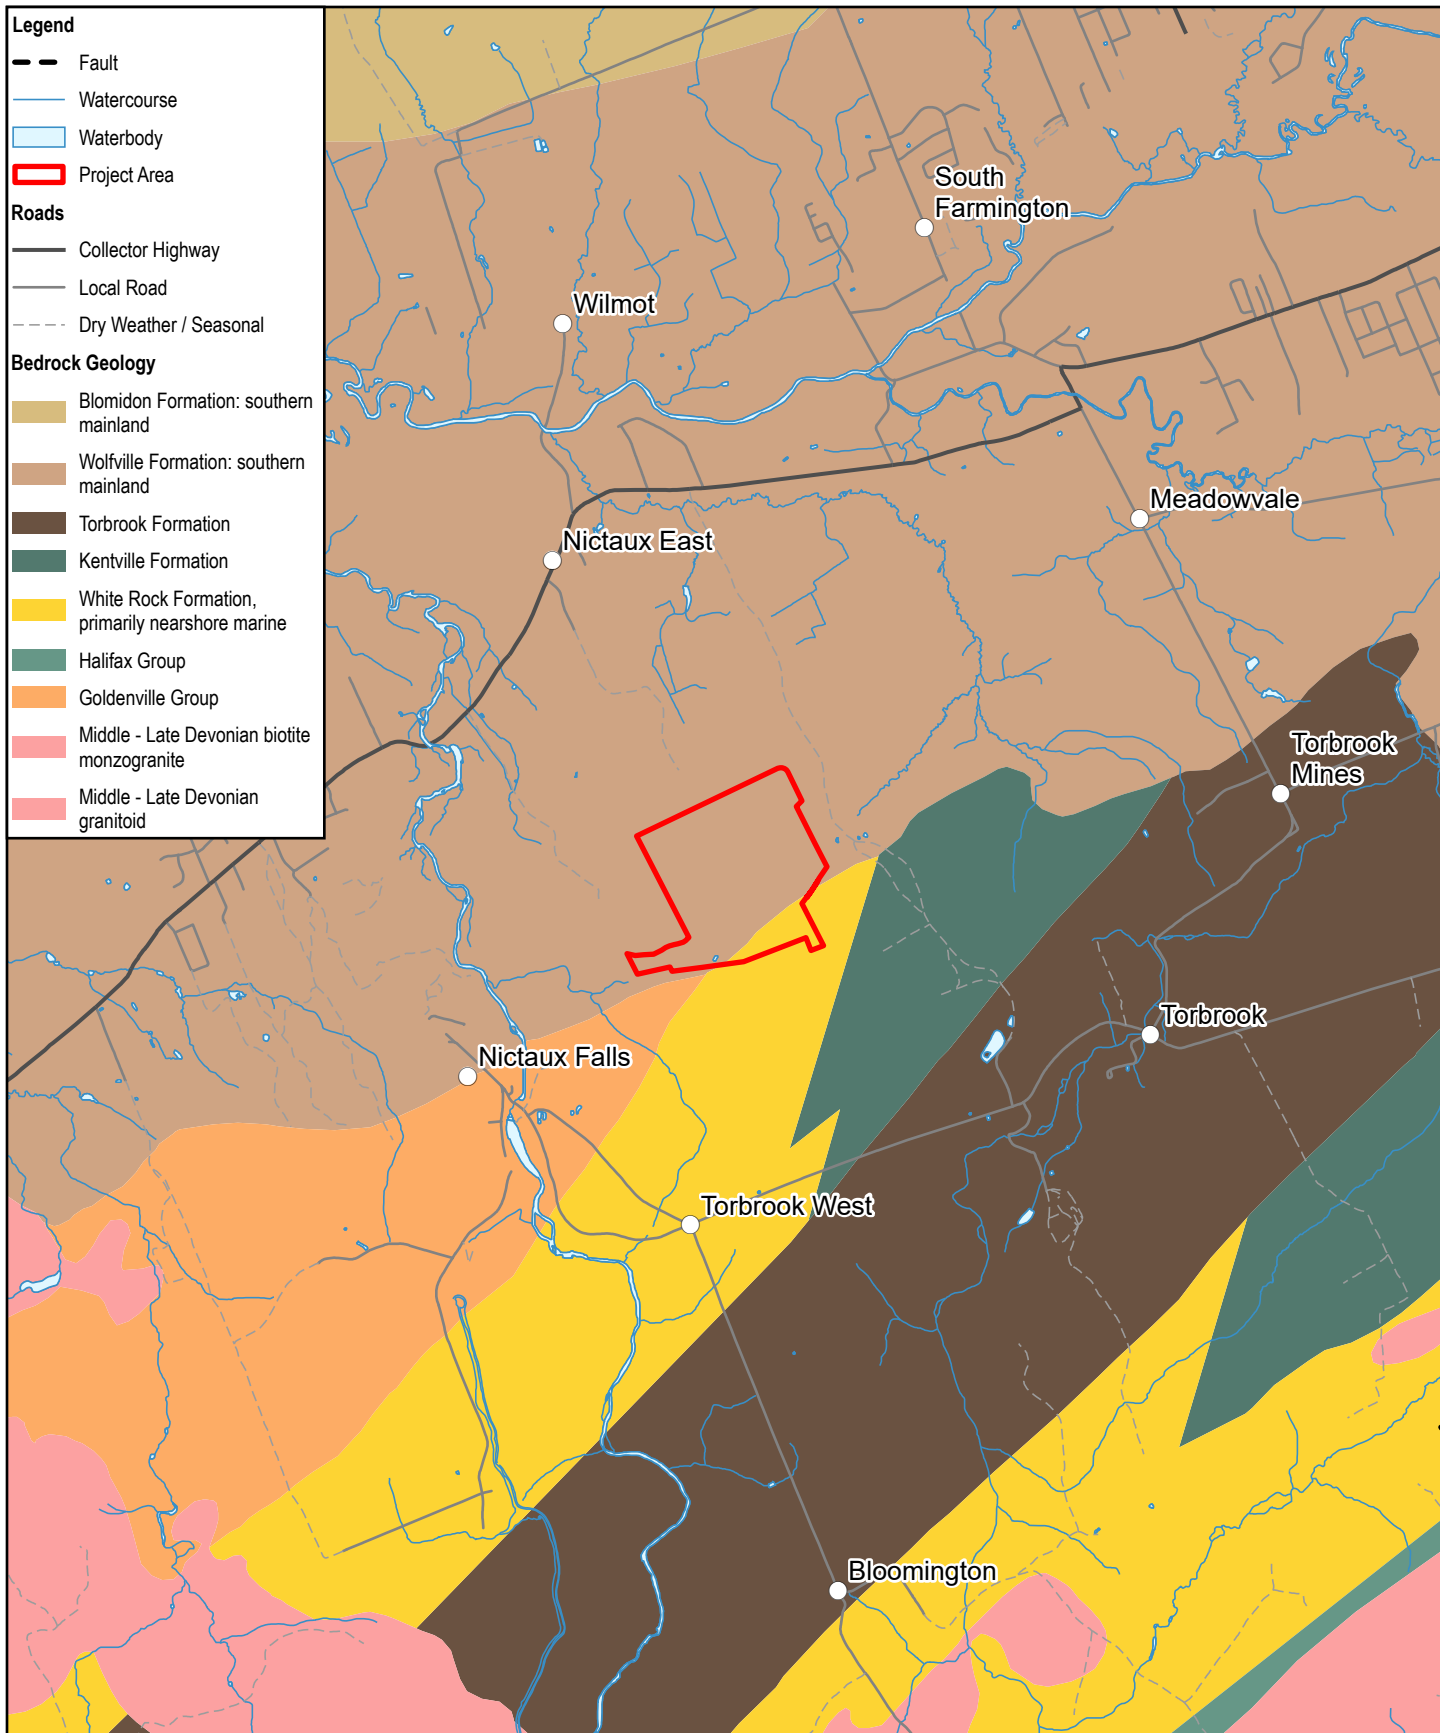 Legend
Fault
Watercourse
Waterbody
Project Area
Roads
Collector Highway
Local Road
Dry Weather / Seasonal
Bedrock Geology
Blomidon Formation: southern
mainland
Wolfville Formation: southern
mainland
Torbrook Formation
Kentville Formation
White Rock Formation,
primarily nearshore marine
Halifax Group
Goldenville Group
Middle - Late Devonian biotite
monzogranite
Middle - Late Devonian
granitoid
South
Farmington
Wilmot
Meadowvale
Nictaux East
Torbrook
Mines
Torbrook
Nictaux Falls
Torbrook West
Bloomington